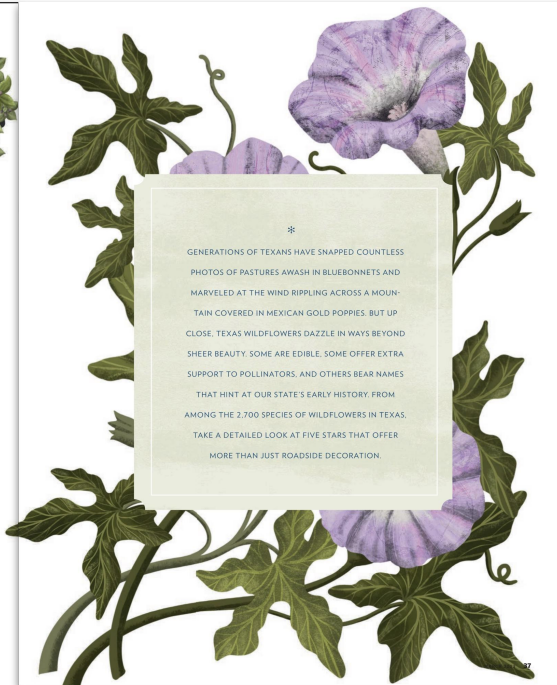 *
GENERATIONS OF TEXANS HAVE SNAPPED COUNTLESS
PHOTOS OF PASTURES AWASH IN BLUEBONNETS AND
MARVELED AT THE WIND RIPPLING ACROSS A MOUN-
TAIN COVERED IN MEXICAN GOLD POPPIES. BUT UP
CLOSE, TEXAS WILDFLOWERS DAZZLE IN WAYS BEYOND
SHEER BEAUTY. SOME ARE EDIBLE, SOME OFFER EXTRA
SUPPORT TO POLLINATORS, AND OTHERS BEAR NAMES
THAT HINT AT OUR STATE'S EARLY HISTORY. FROM
AMONG THE 2,700 SPECIES OF WILDFLOWERS IN TEXAS,
TAKE A DETAILED LOOK AT FIVE STARS THAT OFFER
MORE THAN JUST ROADSIDE DECORATION.
37